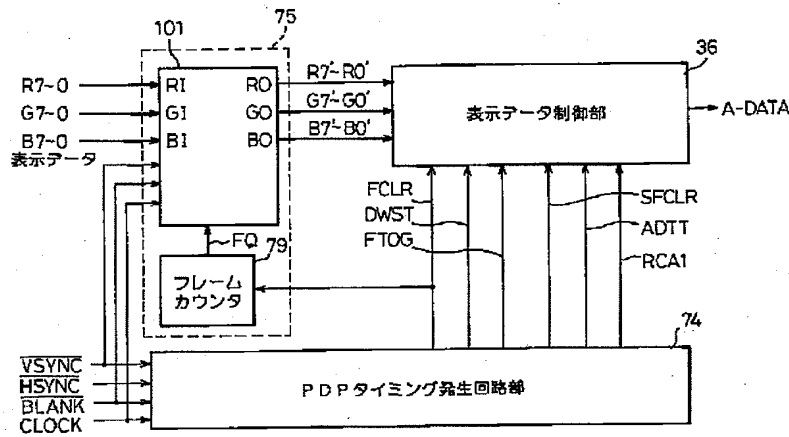 75
101
36
R7~0
RI
RO
R7'~R0'
G7~0
GI
GO
G7'~G0'
B7~0
BI
BO
B7'~B0'
表示データ
表示データ制御部
A-DATA
FCLR
DWST
FTOG
SFCLR
ADTT
RCA1
FO
79
フレーム
カウンタ
74
VSYNC
HSYNC
BLANK
CLOCK
PDPタイミング発生回路部